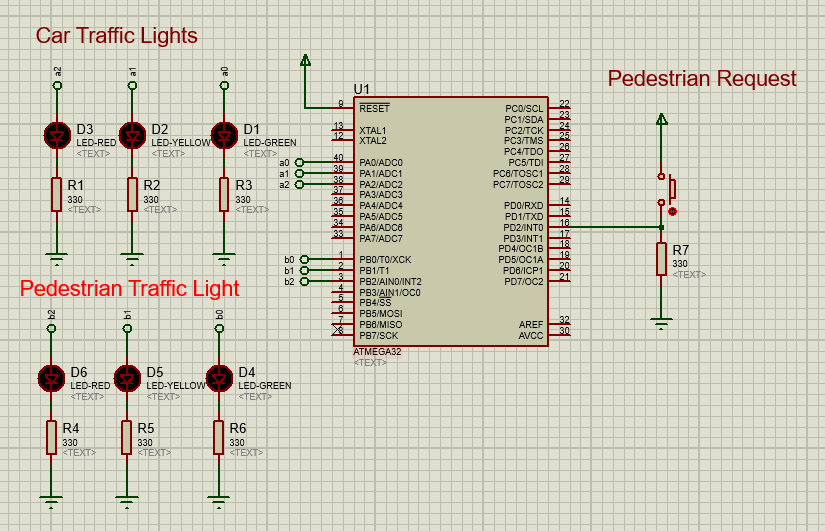 Car Traffic Lights
a2
a1
a0
D3
LED-RED
<TEXT>
D2
LED-YELLOW
<TEXT>
D1
LED-GREEN
<TEXT>
R1
330
<TEXT>
R2
330
<TEXT>
R3
330
<TEXT>
Pedestrian Traffic Light
b2
b1
b0
D6
LED-RED
<TEXT>
D5
LED-YELLOW
<TEXT>
D4
LED-GREEN
<TEXT>
R4
330
<TEXT>
R5
330
<TEXT>
R6
330
<TEXT>
U1
9 RESET PC0/SCL 22
PC1/SDA 23
13 XTAL1 PC2/TCK 24
12 XTAL2 PC3/TMS 25
PC4/TDO 26
a0 40 PA0/ADC0 PC5/TDI 27
a1 39 PA1/ADC1 PC6/TOSC1 28
a2 38 PA2/ADC2 PC7/TOSC2 29
37 PA3/ADC3
36 PA4/ADC4 PD0/RXD 14
35 PA5/ADC5 PD1/TXD 15
34 PA6/ADC6 PD2/INT0 16
33 PA7/ADC7 PD3/INT1 17
PD4/OC1B 18
b0 1 PB0/T0/XCK PD5/OC1A 19
b1 2 PB1/T1 PD6/ICP1 20
b2 3 PB2/AIN0/INT2 PD7/OC2 21
4 PB3/AIN1/OC0
5 PB4/SS
6 PB5/MOSI
7 PB6/MISO AREF 32
8 PB7/SCK AVCC 30
ATMEGA32
<TEXT>
Pedestrian Request
R7
330
<TEXT>